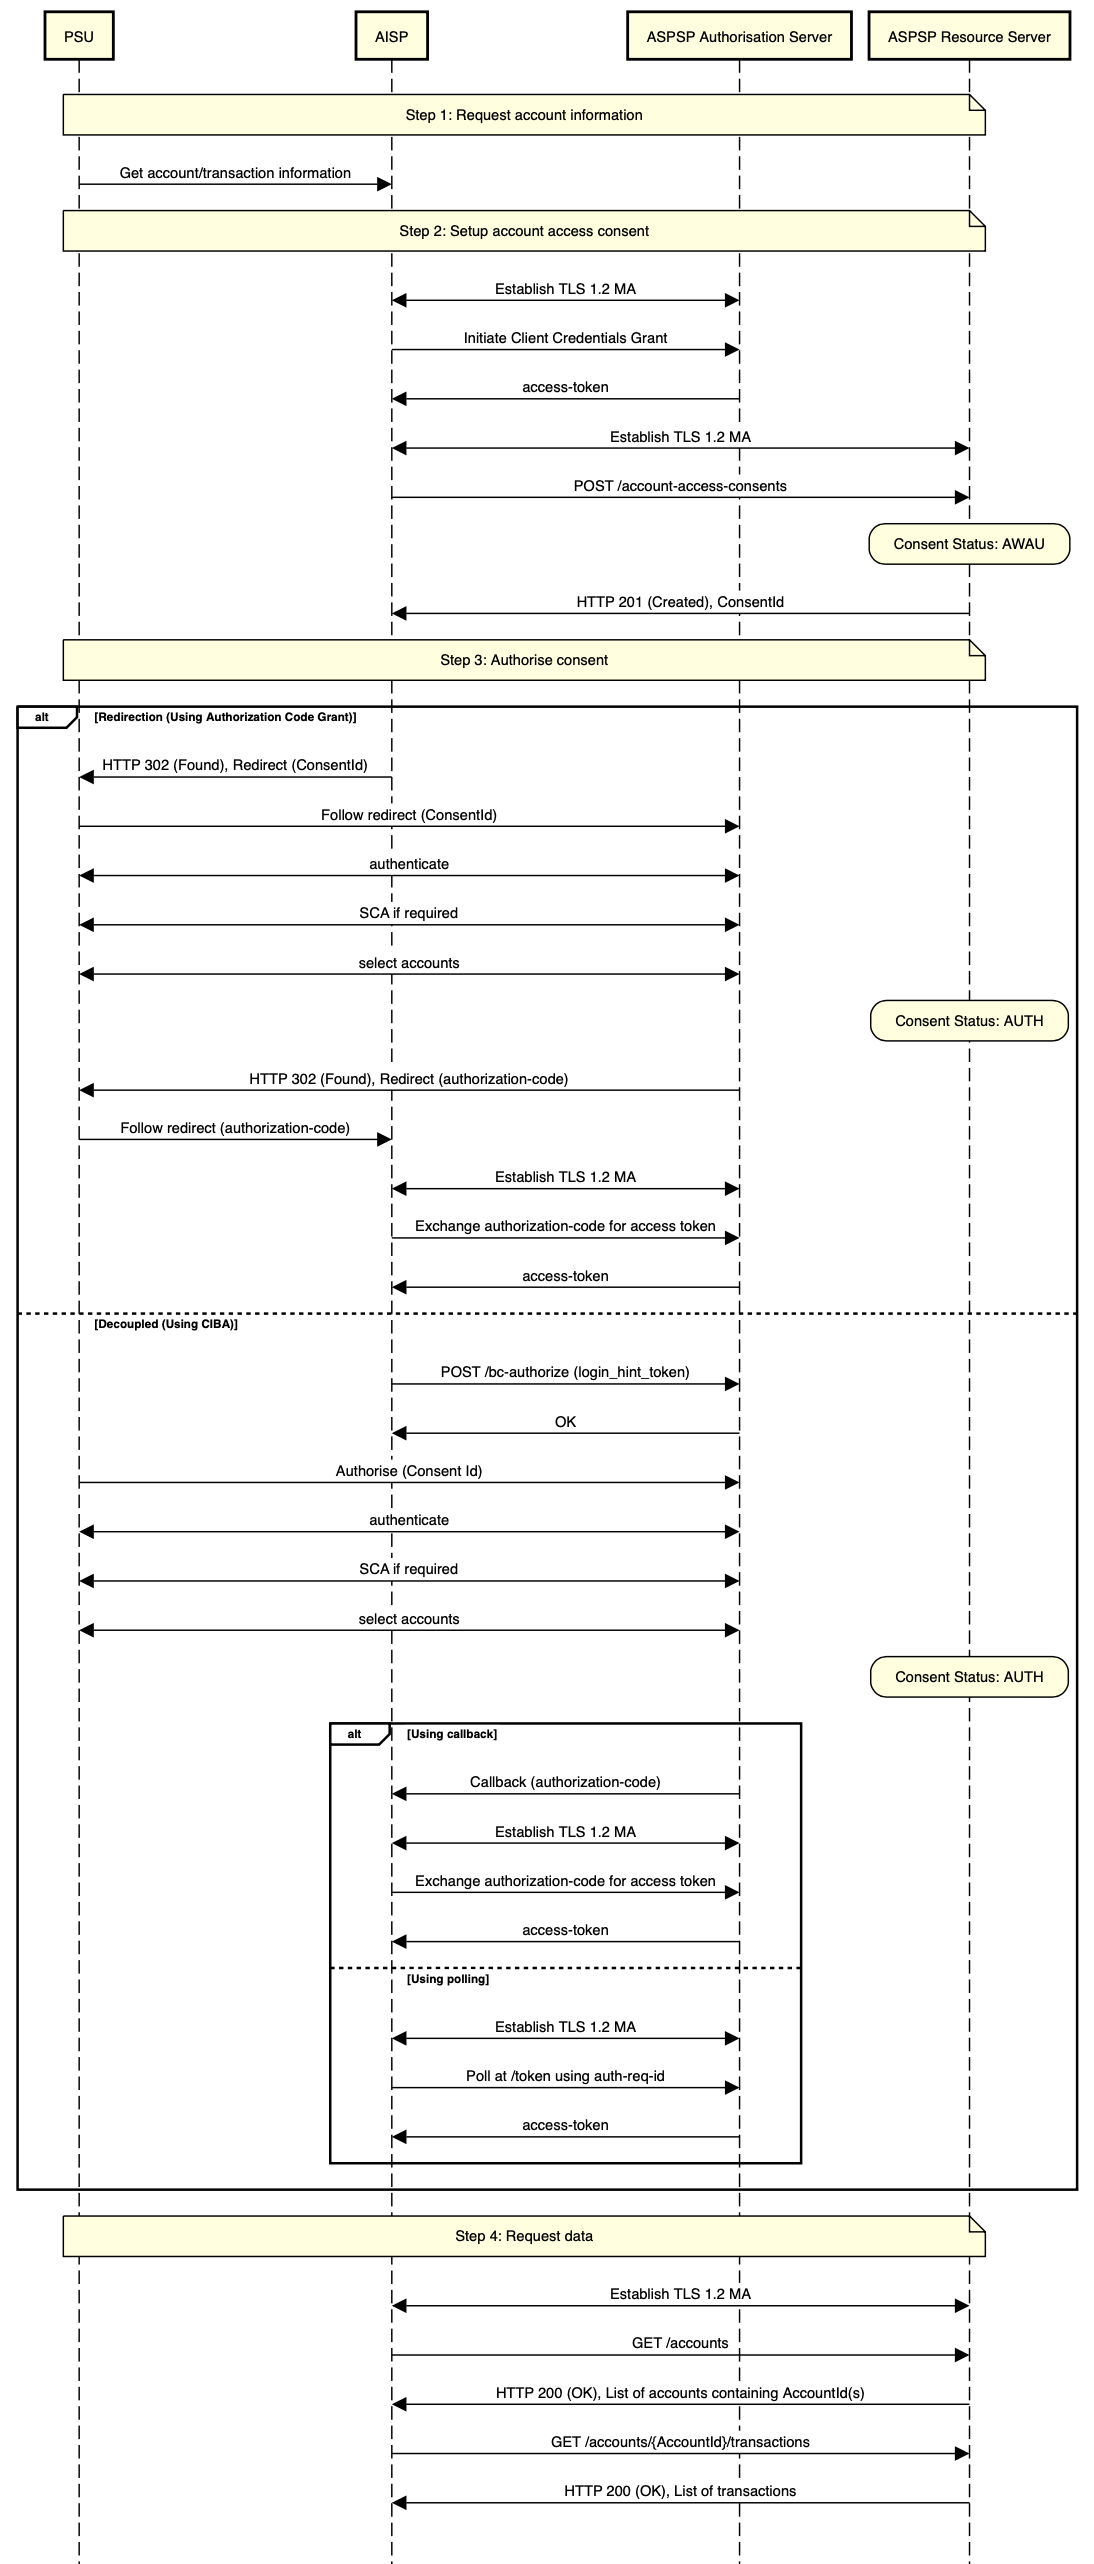 PSU
AISP
ASPSP Authorisation Server
ASPSP Resource Server
Step 1: Request account information
Get account/transaction information
Step 2: Setup account access consent
Establish TLS 1.2 MA
Initiate Client Credentials Grant
access-token
Establish TLS 1.2 MA
POST /account-access-consents
Consent Status: AWAU
HTTP 201 (Created), ConsentId
Step 3: Authorise consent
alt
[Redirection (Using Authorization Code Grant)]
HTTP 302 (Found), Redirect (ConsentId)
Follow redirect (ConsentId)
authenticate
SCA if required
select accounts
Consent Status: AUTH
HTTP 302 (Found), Redirect (authorization-code)
Follow redirect (authorization-code)
Establish TLS 1.2 MA
Exchange authorization-code for access token
access-token
[Decoupled (Using CIBA)]
POST /bc-authorize (login_hint_token)
OK
Authorise (Consent Id)
authenticate
SCA if required
select accounts
Consent Status: AUTH
alt
[Using callback]
Callback (authorization-code)
Establish TLS 1.2 MA
Exchange authorization-code for access token
access-token
[Using polling]
Establish TLS 1.2 MA
Poll at /token using auth-req-id
access-token
Step 4: Request data
Establish TLS 1.2 MA
GET /accounts
HTTP 200 (OK), List of accounts containing AccountId(s)
GET /accounts/{AccountId}/transactions
HTTP 200 (OK), List of transactions